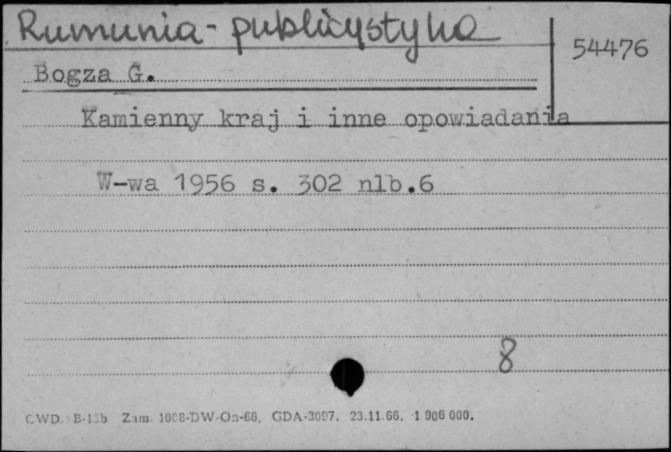 Rumunia - publicystyka
54476
Bogza G.
Kamienny kraj i inne opowiadania
W-wa 1956 s. 302 nlb.6
8
CWD. B-15b Zam. 1008-DW-On-66, GDA-3097. 23.11.66. 1 906 000.